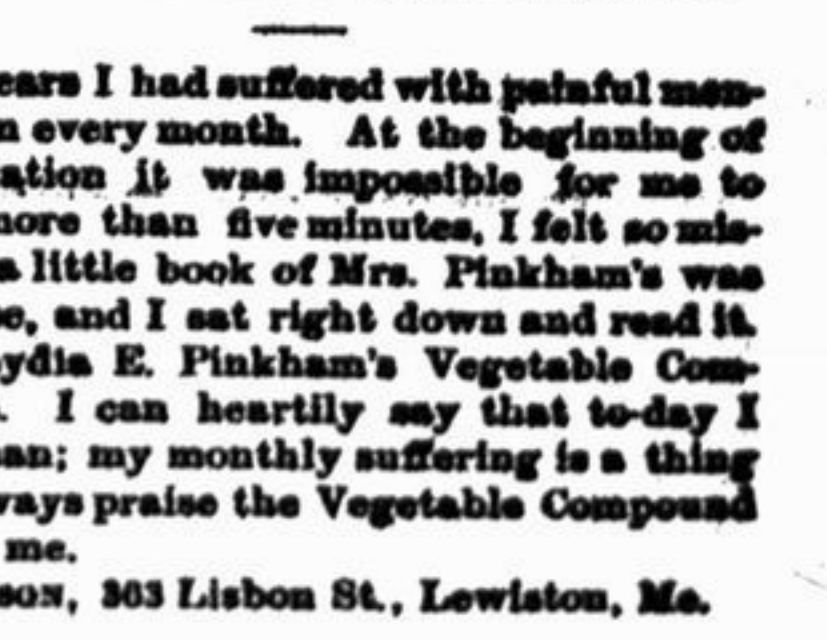 ears I had suffered with painful men-
n every month. At the beginning of
ation it was impossible for me to
more than five minutes, I felt so mis-
a little book of Mrs. Pinkham's was
e, and I sat right down and read it.
ydia E. Pinkham's Vegetable Com-
. I can heartily say that to-day I
an; my monthly suffering is a thing
ways praise the Vegetable Compound
me.
son, 363 Lisbon St., Lewiston, Me.